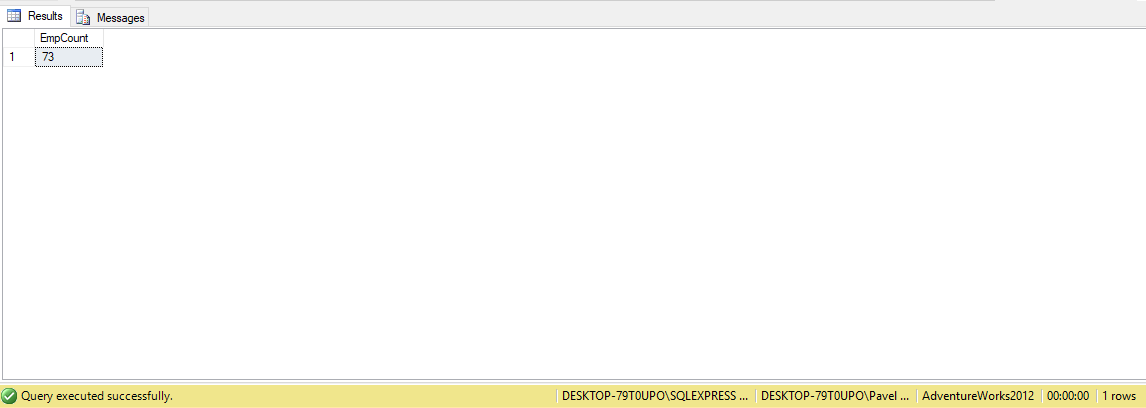 Results Messages
EmpCount
1 73
Query executed successfully. DESKTOP-79T0UPO\SQLEXPRESS ... DESKTOP-79T0UPO\Pavel ... AdventureWorks2012 00:00:00 1 rows